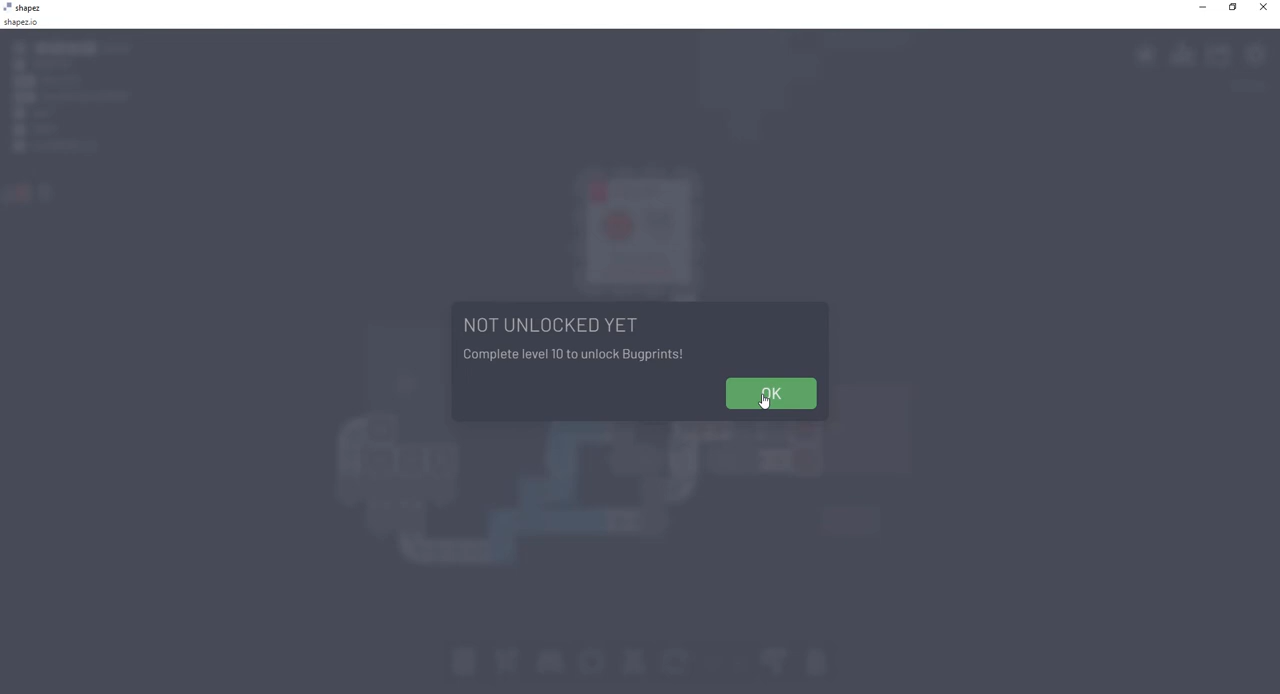 shapez
shapez.io
NOT UNLOCKED YET
Complete level 10 to unlock Bugprints!
OK